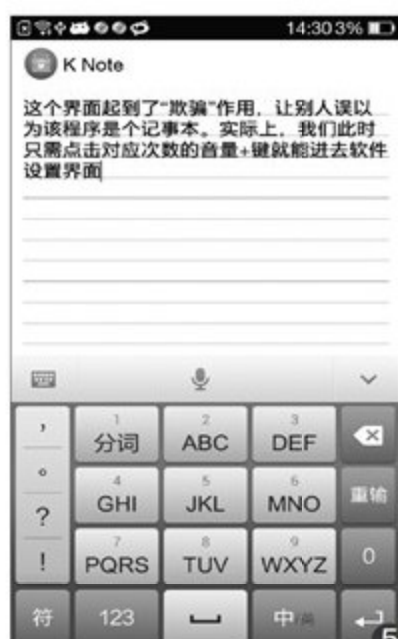 14:30 3%
K Note
这个界面起到了“欺骗”作用，让别人误以
为该程序是个记事本。实际上，我们此时
只需点击对应次数的音量+键就能进去软件
设置界面
，
1
分词
2
ABC
3
DEF
。
4
GHI
5
JKL
6
MNO
重输
?
7
PQRS
8
TUV
9
WXYZ
0
!
符
123
中/英
5